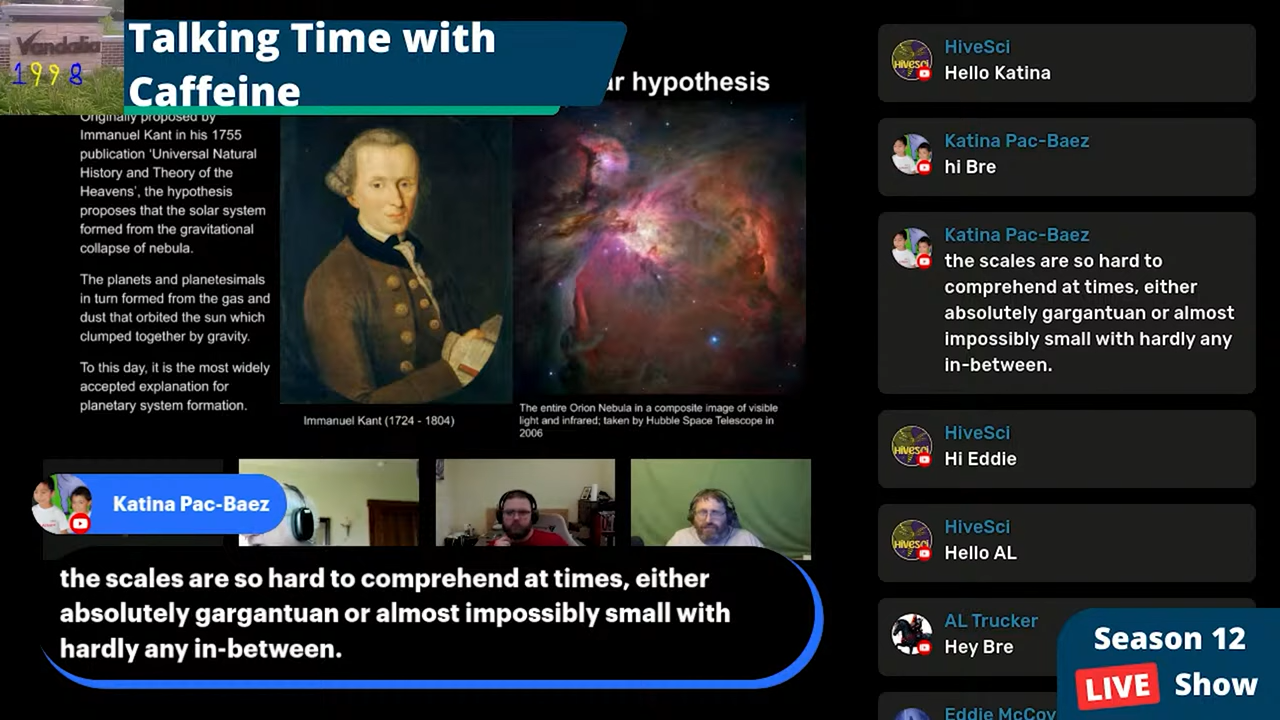 Vandalia
1998
Talking Time with
Caffeine
ar hypothesis
Originally proposed by
Immanuel Kant in his 1755
publication ‘Universal Natural
History and Theory of the
Heavens’, the hypothesis
proposes that the solar system
formed from the gravitational
collapse of nebula.
The planets and planetesimals
in turn formed from the gas and
dust that orbited the sun which
clumped together by gravity.
To this day, it is the most widely
accepted explanation for
planetary system formation.
Immanuel Kant (1724 - 1804)
The entire Orion Nebula in a composite image of visible
light and infrared; taken by Hubble Space Telescope in
2006
Katina Pac-Baez
the scales are so hard to comprehend at times, either
absolutely gargantuan or almost impossibly small with
hardly any in-between.
HiveSci
Hello Katina
Katina Pac-Baez
hi Bre
Katina Pac-Baez
the scales are so hard to
comprehend at times, either
absolutely gargantuan or almost
impossibly small with hardly any
in-between.
HiveSci
Hi Eddie
HiveSci
Hello AL
AL Trucker
Hey Bre
Eddie McCoy
Season 12
LIVE Show